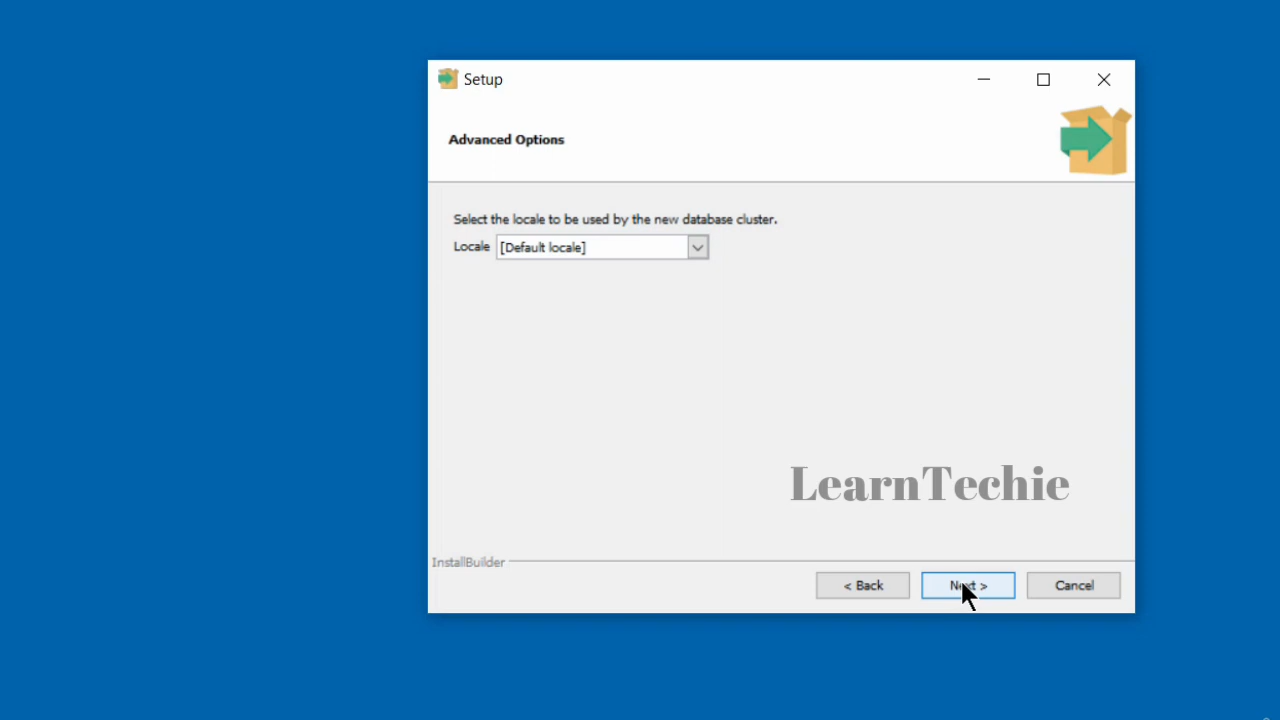 Setup
Advanced Options
Select the locale to be used by the new database cluster.
Locale [Default locale]
LearnTechie
InstallBuilder
< Back Next > Cancel